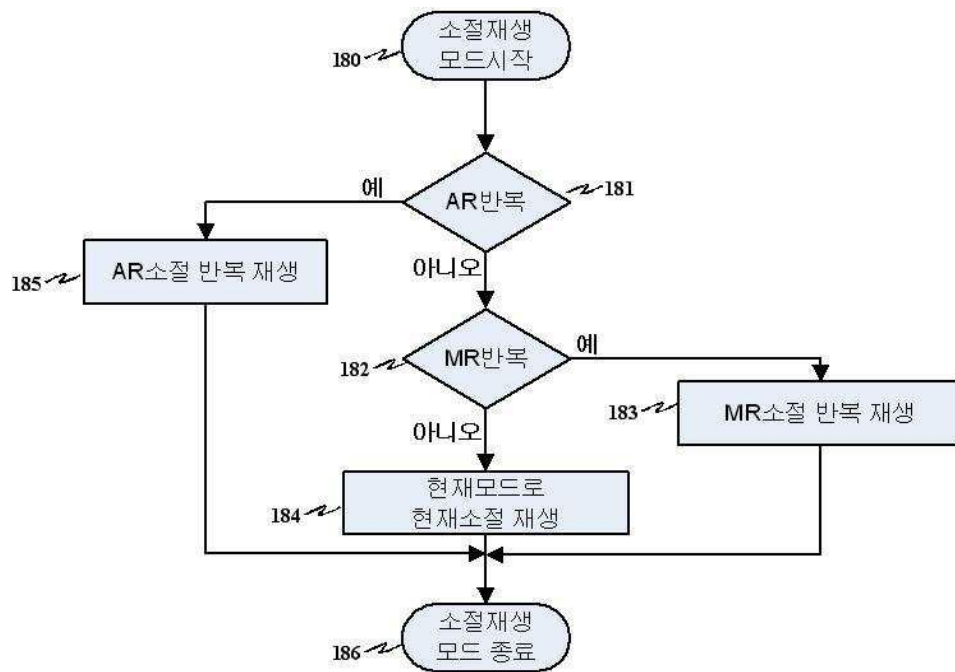 소절재생
모드시작
180
AR반복
181
예
AR소절 반복 재생
185
아니오
MR반복
182
예
MR소절 반복 재생
183
아니오
현재모드로
현재소절 재생
184
소절재생
모드 종료
186